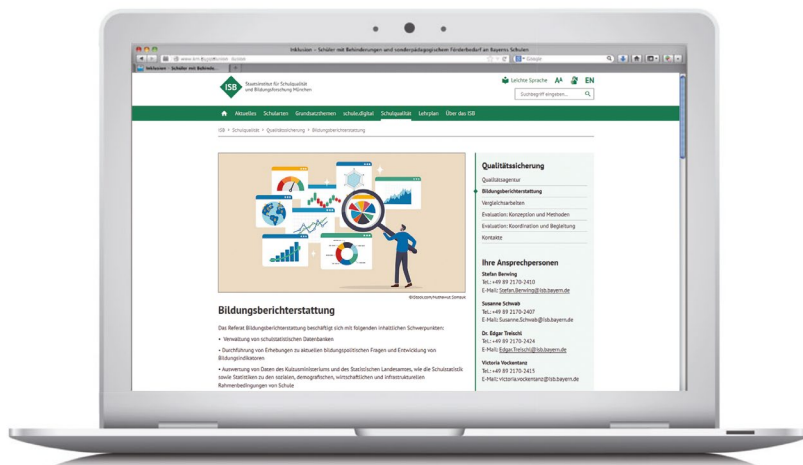 Inklusion – Schüler mit Behinderungen und sonderpädagogischem Förderbedarf an Bayerns Schulen
Google
Inklusion - Schüler mit Behinde...
ISB
Staatsinstitut für Schulqualität
und Bildungsforschung München
Leichte Sprache
EN
Suchbegriff eingeben...
Aktuelles Schularten Grundsatzthemen schule.digital Schulqualität Lehrplan Über das ISB
ISB › Schulqualität › Qualitätssicherung › Bildungsberichterstattung
Bildungsberichterstattung
Das Referat Bildungsberichterstattung beschäftigt sich mit folgenden inhaltlichen Schwerpunkten:
• Verwaltung von schulstatistischen Datenbanken
• Durchführung von Erhebungen zu aktuellen bildungspolitischen Fragen und Entwicklung von
Bildungsindikatoren
• Auswertung von Daten des Kultusministeriums und des Statistischen Landesamtes, wie die Schulstatistik
sowie Statistiken zu den sozialen, demografischen, wirtschaftlichen und infrastrukturellen
Rahmenbedingungen von Schule
Qualitätssicherung
Qualitätsagentur
Bildungsberichterstattung
Vergleichsarbeiten
Evaluation: Konzeption und Methoden
Evaluation: Koordination und Begleitung
Kontakte
Ihre Ansprechpersonen
Stefan Berwing
Tel.: +49 89 2170-2410
E-Mail: Stefan.Berwing@isb.bayern.de
Susanne Schwab
Tel.: +49 89 2170-2407
E-Mail: Susanne.Schwab@isb.bayern.de
Dr. Edgar Treischl
Tel.: +49 89 2170-2424
E-Mail: Edgar.Treischl@isb.bayern.de
Victoria Vockentanz
Tel.: +49 89 2170-2415
E-Mail: victoria.vockentanz@isb.bayern.de